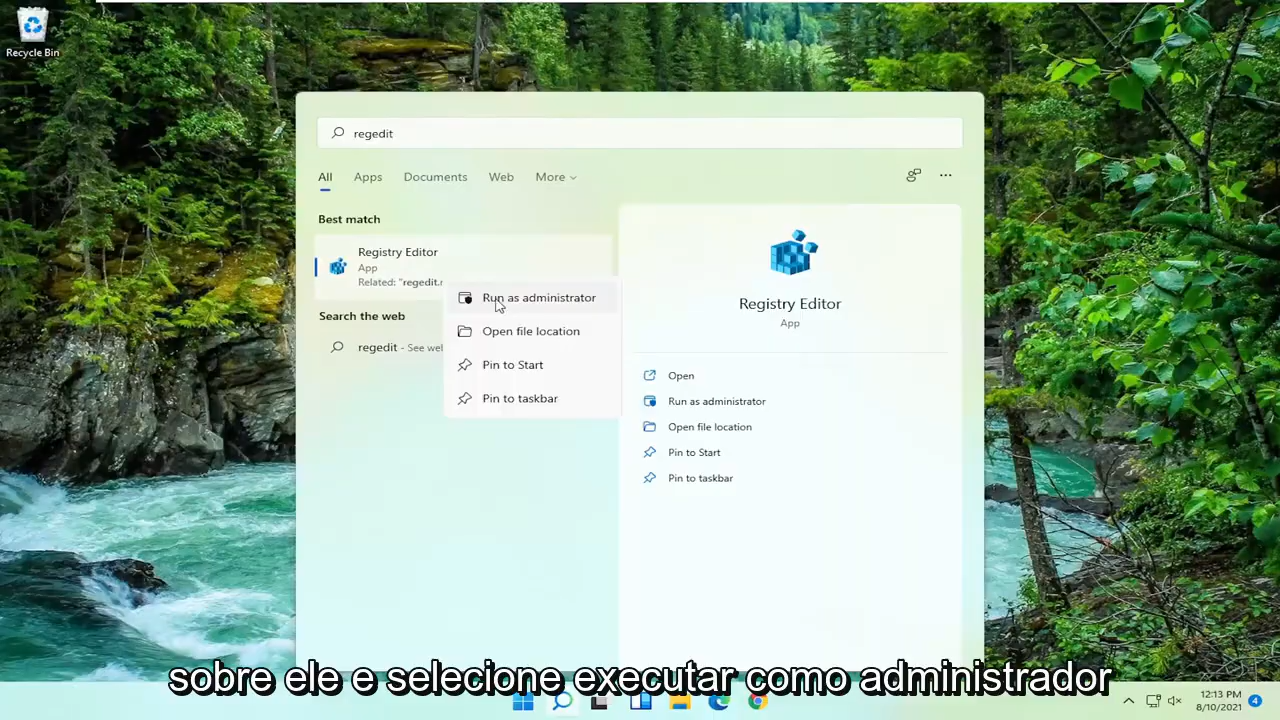 Recycle Bin
regedit
All Apps Documents Web More
Best match
Registry Editor
App
Related: "regedit.
Search the web
regedit - See we
Run as administrator
Open file location
Pin to Start
Pin to taskbar
Registry Editor
App
Open
Run as administrator
Open file location
Pin to Start
Pin to taskbar
sobre ele e selecione executar como administrador
12:13 PM
8/10/2021
4